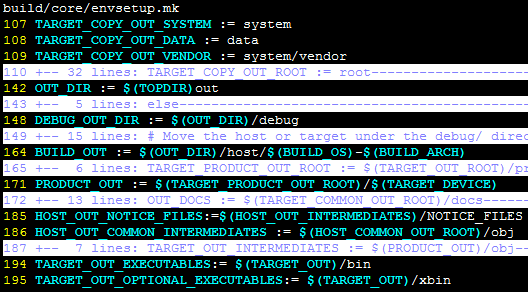 build/core/envsetup.mk
107 TARGET_COPY_OUT_SYSTEM := system
108 TARGET_COPY_OUT_DATA := data
109 TARGET_COPY_OUT_VENDOR := system/vendor
110 +-- 32 lines: TARGET_COPY_OUT_ROOT := root----------------------
142 OUT_DIR := $(TOPDIR)out
143 +--  5 lines: else----------------------------------------------
148 DEBUG_OUT_DIR := $(OUT_DIR)/debug
149 +-- 15 lines: # Move the host or target under the debug/ direc
164 BUILD_OUT := $(OUT_DIR)/host/$(BUILD_OS)-$(BUILD_ARCH)
165 +--  6 lines: TARGET_PRODUCT_OUT_ROOT := $(TARGET_OUT_ROOT)/pr
171 PRODUCT_OUT := $(TARGET_PRODUCT_OUT_ROOT)/$(TARGET_DEVICE)
172 +-- 13 lines: OUT_DOCS := $(TARGET_COMMON_OUT_ROOT)/docs-------
185 HOST_OUT_NOTICE_FILES:=$(HOST_OUT_INTERMEDIATES)/NOTICE_FILES
186 HOST_OUT_COMMON_INTERMEDIATES := $(HOST_COMMON_OUT_ROOT)/obj
187 +--  7 lines: TARGET_OUT_INTERMEDIATES := $(PRODUCT_OUT)/obj--
194 TARGET_OUT_EXECUTABLES:= $(TARGET_OUT)/bin
195 TARGET_OUT_OPTIONAL_EXECUTABLES:= $(TARGET_OUT)/xbin